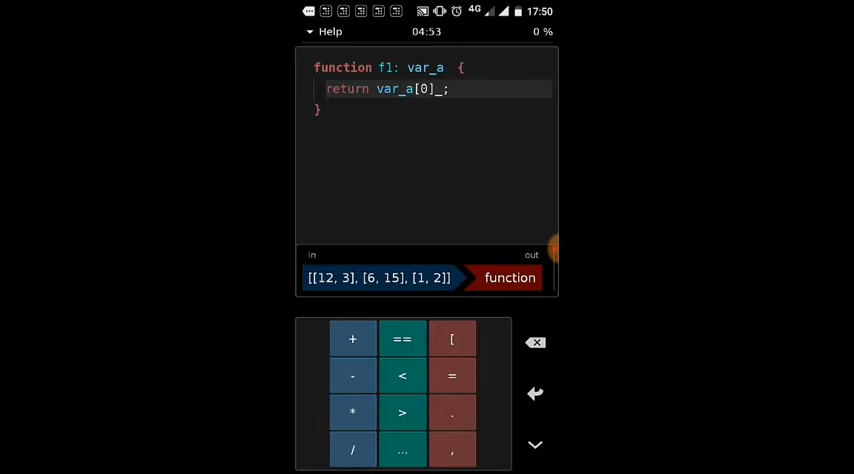 4G 17:50
Help 04:53 0 %
function f1: var_a {
return var_a[0]_;
}
in out
[[12, 3], [6, 15], [1, 2]] function
+ == [
- < =
* > .
/ ... ,